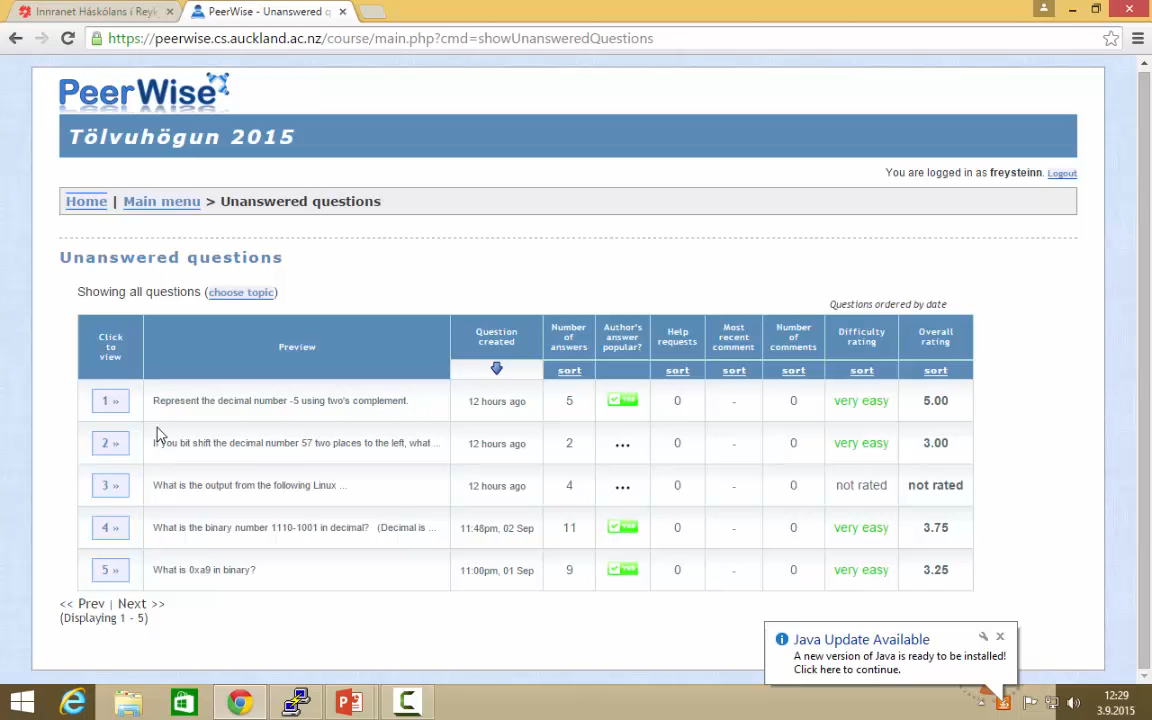 Innranet Háskólans í Reyk
PeerWise - Unanswered q
https://peerwise.cs.auckland.ac.nz/course/main.php?cmd=showUnansweredQuestions
PeerWise
Tölvuhögun 2015
You are logged in as freysteinn. Logout
Home | Main menu > Unanswered questions
Unanswered questions
Showing all questions (choose topic)
Questions ordered by date
Click to view
Preview
Question created
Number of answers
Author's answer popular?
Help requests
Most recent comment
Number of comments
Difficulty rating
Overall rating
sort sort sort sort sort sort
1 » Represent the decimal number -5 using two's complement. 12 hours ago 5 YES 0 - 0 very easy 5.00
2 » If you bit shift the decimal number 57 two places to the left, what ... 12 hours ago 2 ... 0 - 0 very easy 3.00
3 » What is the output from the following Linux ... 12 hours ago 4 ... 0 - 0 not rated not rated
4 » What is the binary number 1110-1001 in decimal? (Decimal is ... 11:48pm, 02 Sep 11 YES 0 - 0 very easy 3.75
5 » What is 0xa9 in binary? 11:00pm, 01 Sep 9 YES 0 - 0 very easy 3.25
<< Prev | Next >>
(Displaying 1 - 5)
Java Update Available
A new version of Java is ready to be installed!
Click here to continue.
12:29
3.9.2015